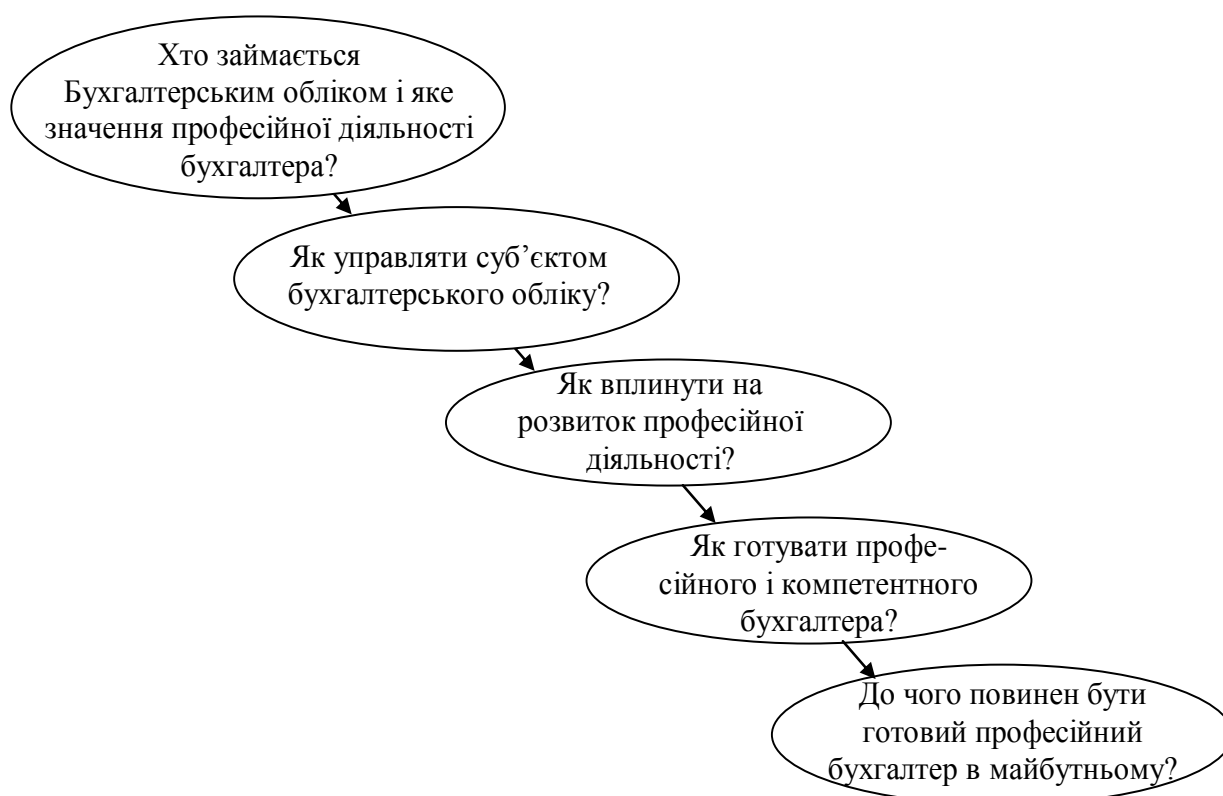 Хто займається
Бухгалтерським обліком і яке
значення професійної діяльності
бухгалтера?
Як управляти суб’єктом
бухгалтерського обліку?
Як вплинути на
розвиток професійної
діяльності?
Як готувати профе-
сійного і компетентного
бухгалтера?
До чого повинен бути
готовий професійний
бухгалтер в майбутньому?